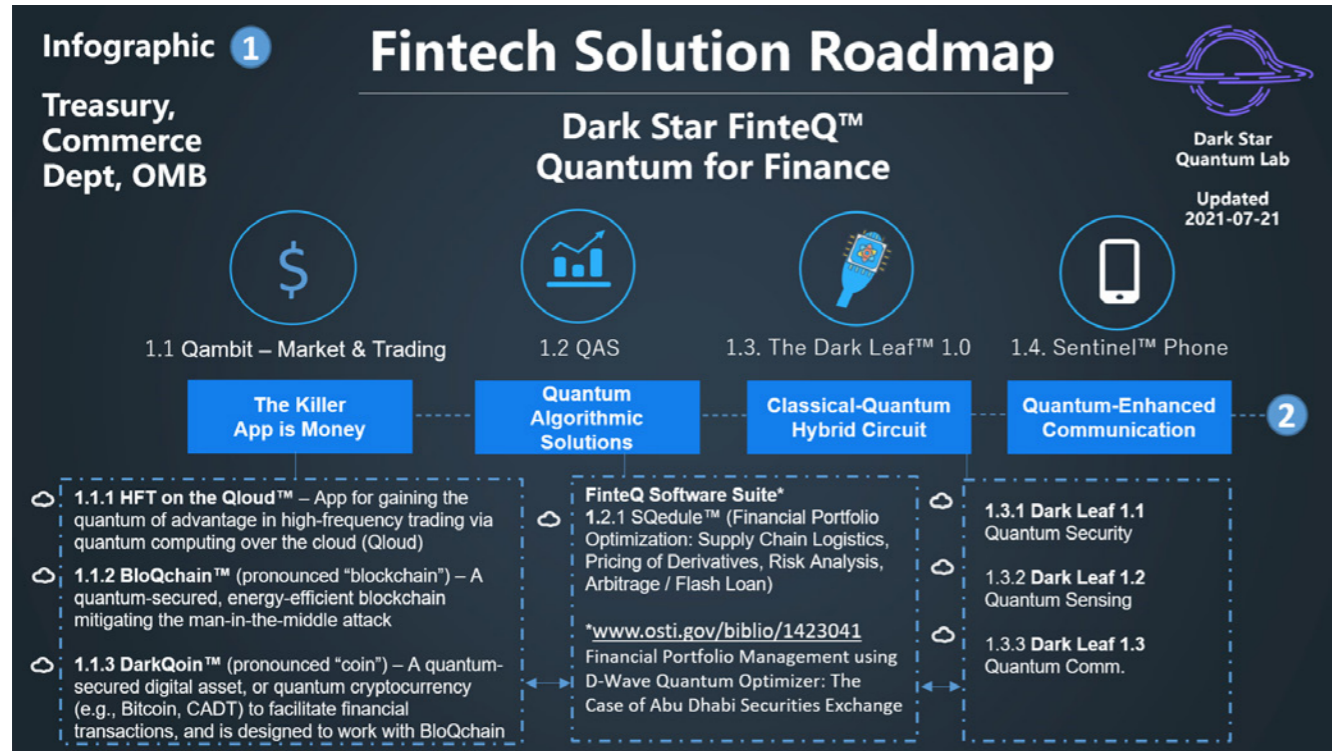 Infographic 1
Fintech Solution Roadmap
Treasury,
Commerce
Dept, OMB
Dark Star FinteQ™
Quantum for Finance
Dark Star
Quantum Lab
Updated
2021-07-21
$
1.1 Qambit – Market & Trading
1.2 QAS
1.3. The Dark Leaf™ 1.0
1.4. Sentinel™ Phone
The Killer
App is Money
Quantum
Algorithmic
Solutions
Classical-Quantum
Hybrid Circuit
Quantum-Enhanced
Communication
2
1.1.1 HFT on the Qloud™ – App for gaining the
quantum of advantage in high-frequency trading via
quantum computing over the cloud (Qloud)
1.1.2 BloQchain™ (pronounced “blockchain”) – A
quantum-secured, energy-efficient blockchain
mitigating the man-in-the-middle attack
1.1.3 DarkQoin™ (pronounced “coin”) – A quantum-
secured digital asset, or quantum cryptocurrency
(e.g., Bitcoin, CADT) to facilitate financial
transactions, and is designed to work with BloQchain
FinteQ Software Suite*
1.2.1 SQedule™ (Financial Portfolio
Optimization: Supply Chain Logistics,
Pricing of Derivatives, Risk Analysis,
Arbitrage / Flash Loan)
*www.osti.gov/biblio/1423041
Financial Portfolio Management using
D-Wave Quantum Optimizer: The
Case of Abu Dhabi Securities Exchange
1.3.1 Dark Leaf 1.1
Quantum Security
1.3.2 Dark Leaf 1.2
Quantum Sensing
1.3.3 Dark Leaf 1.3
Quantum Comm.